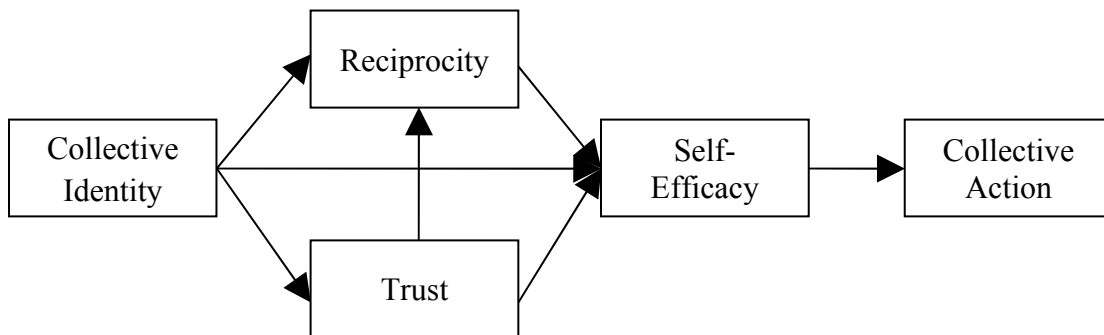 Reciprocity
Collective
Identity
Self-
Efficacy
Collective
Action
Trust